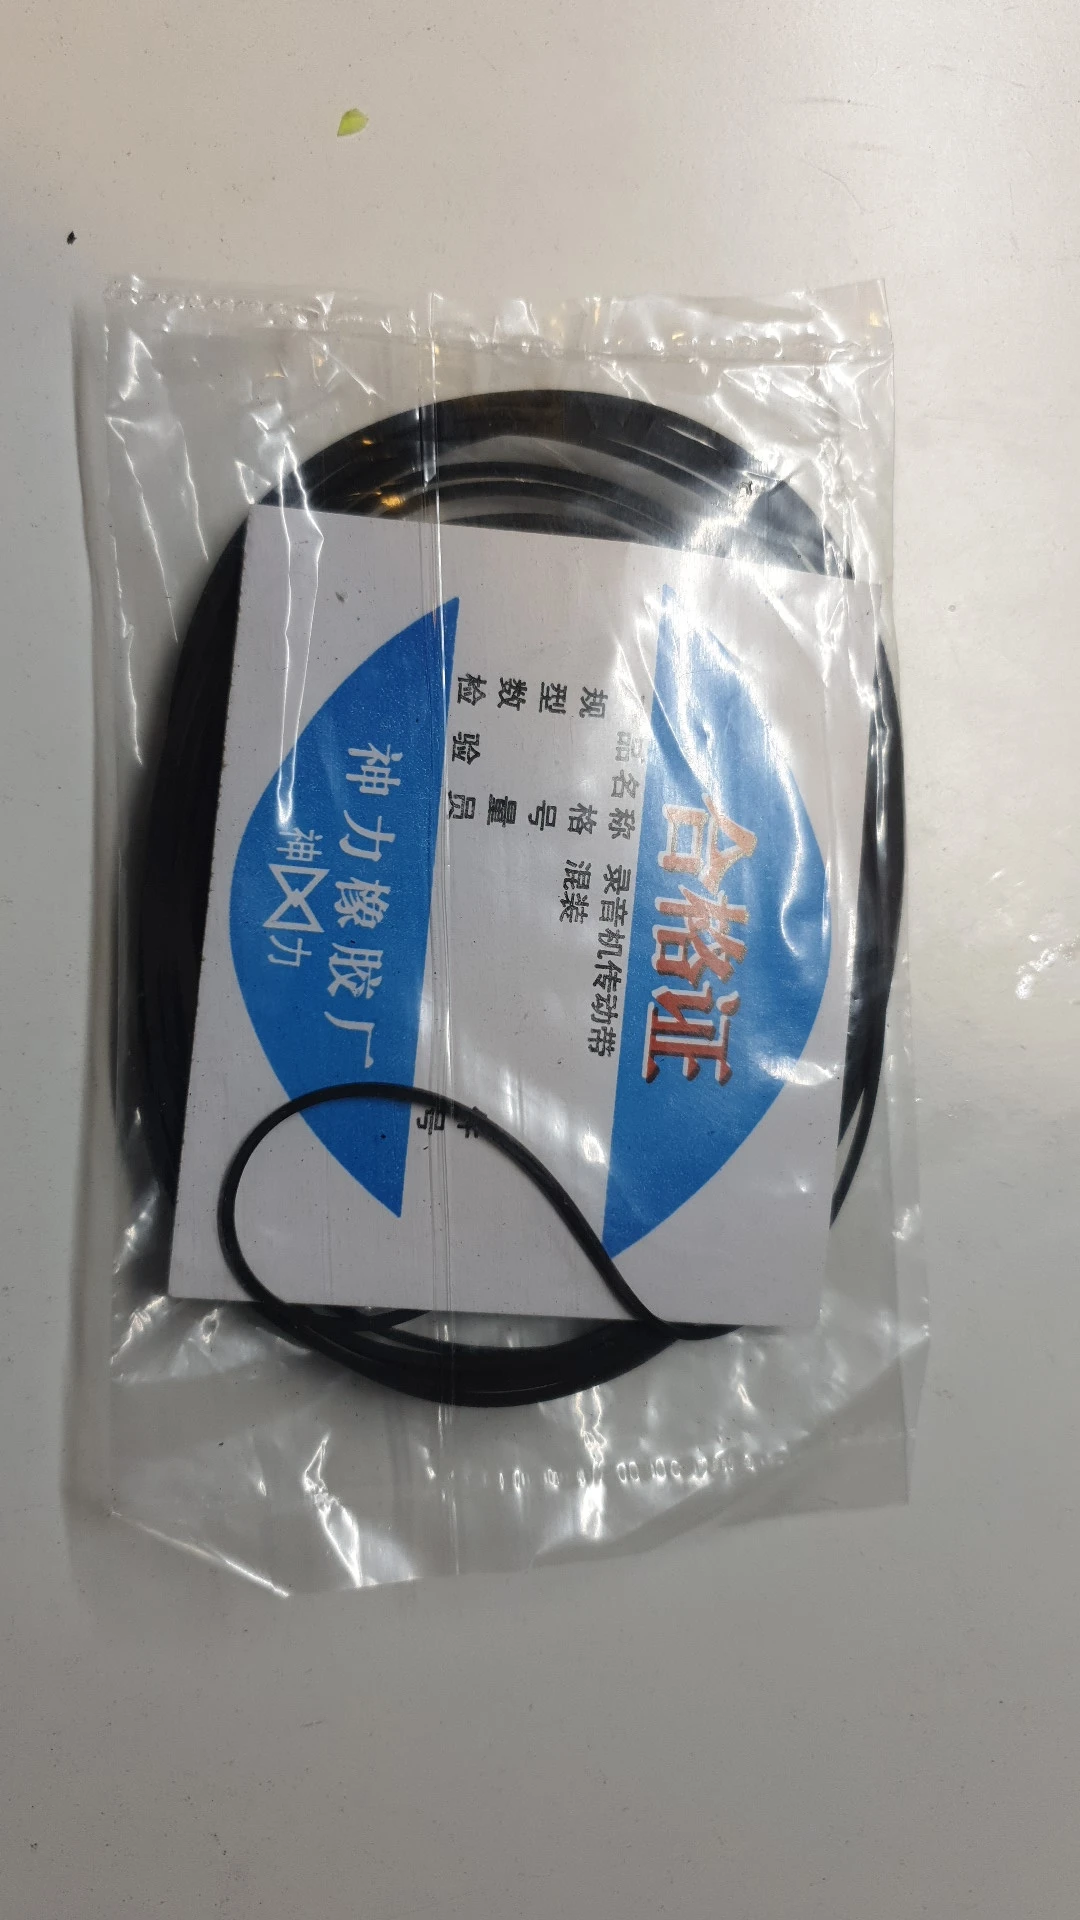 合格证
品名称 录音机传动带
规格 混装
型号
数量
检验员
号
神力橡胶厂
神力